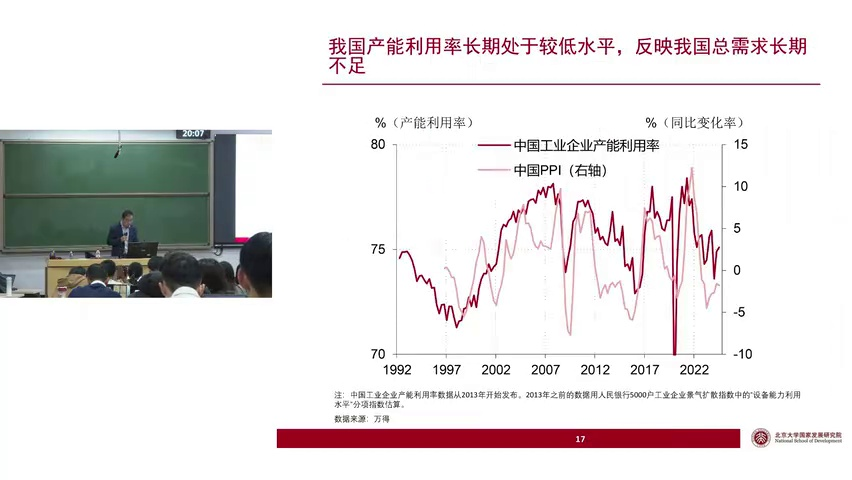 我国产能利用率长期处于较低水平，反映我国总需求长期
不足
20:07
%（产能利用率） %（同比变化率）
中国工业企业产能利用率
中国PPI（右轴）
80
75
70
15
10
5
0
-5
-10
1992 1997 2002 2007 2012 2017 2022
注：中国工业企业产能利用率数据从2013年开始发布。2013年之前的数据用人民银行5000户工业企业景气扩散指数中的“设备能力利用
水平”分项指数估算。
数据来源：万得
17
北京大学国家发展研究院
National School of Development